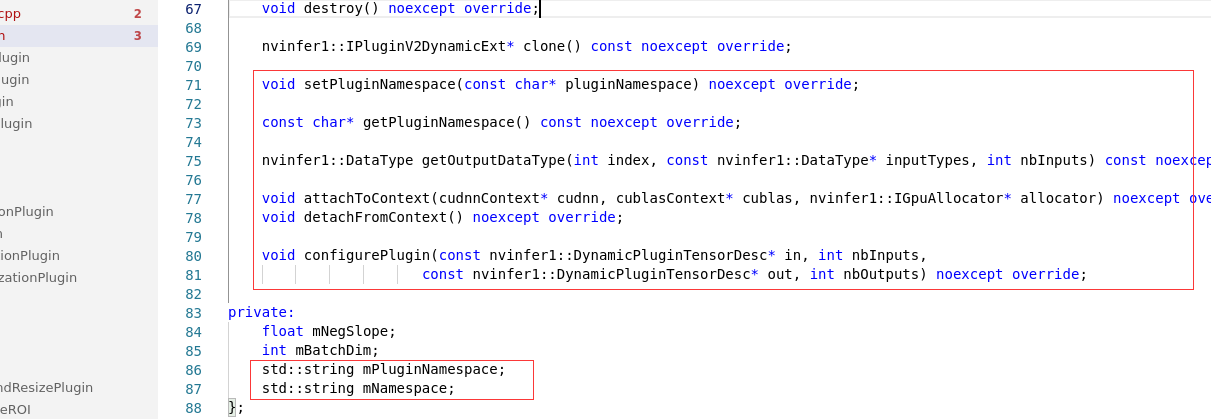 cpp 2 67 void destroy() noexcept override;
3 68
lugin 69 nvinfer1::IPluginV2DynamicExt* clone() const noexcept override;
ugin 70
gin 71 void setPluginNamespace(const char* pluginNamespace) noexcept override;
72
lugin 73 const char* getPluginNamespace() const noexcept override;
74
75 nvinfer1::DataType getOutputDataType(int index, const nvinfer1::DataType* inputTypes, int nbInputs) const noexcep
76
77 void attachToContext(cudnnContext* cudnn, cublasContext* cublas, nvinfer1::IGpuAllocator* allocator) noexcept ove
onPlugin 78 void detachFromContext() noexcept override;
n 79
ionPlugin 80 void configurePlugin(const nvinfer1::DynamicPluginTensorDesc* in, int nbInputs,
zationPlugin 81 const nvinfer1::DynamicPluginTensorDesc* out, int nbOutputs) noexcept override;
82
83 private:
84 float mNegSlope;
85 int mBatchDim;
86 std::string mPluginNamespace;
ndResizePlugin 87 std::string mNamespace;
eROI 88 };